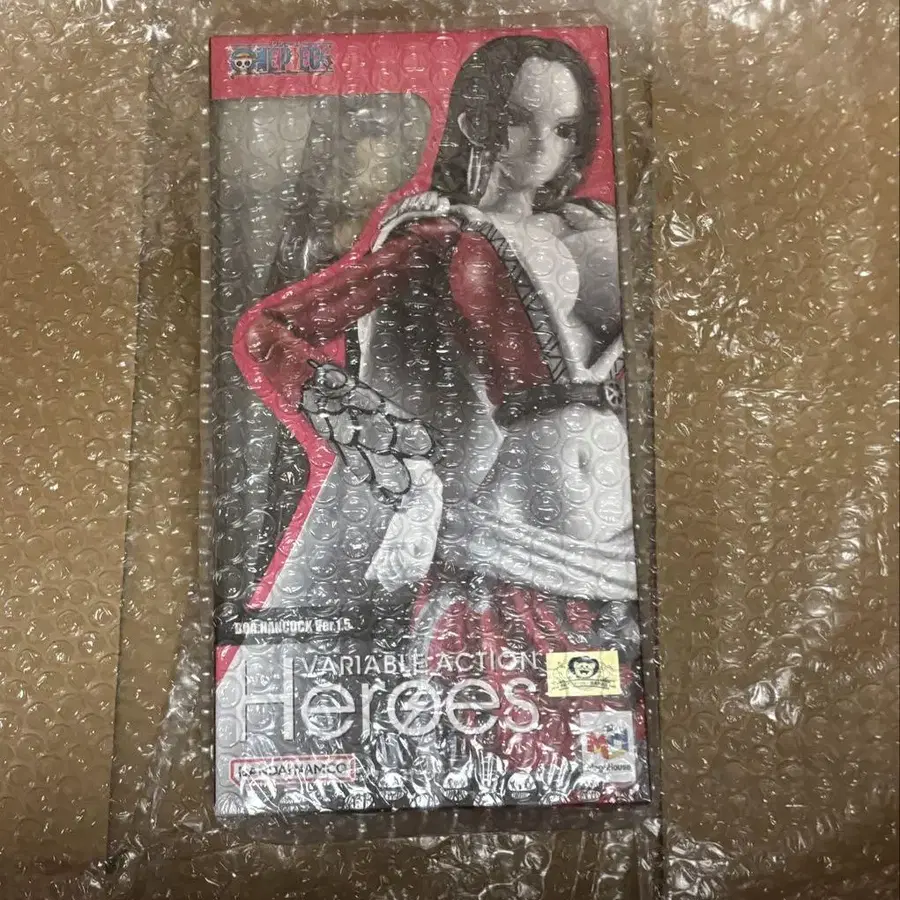 ONE PIECE
BOA.HANCOCK Ver.1.5
VARIABLE ACTION
Heroes
BANDAI NAMCO
MegaHouse